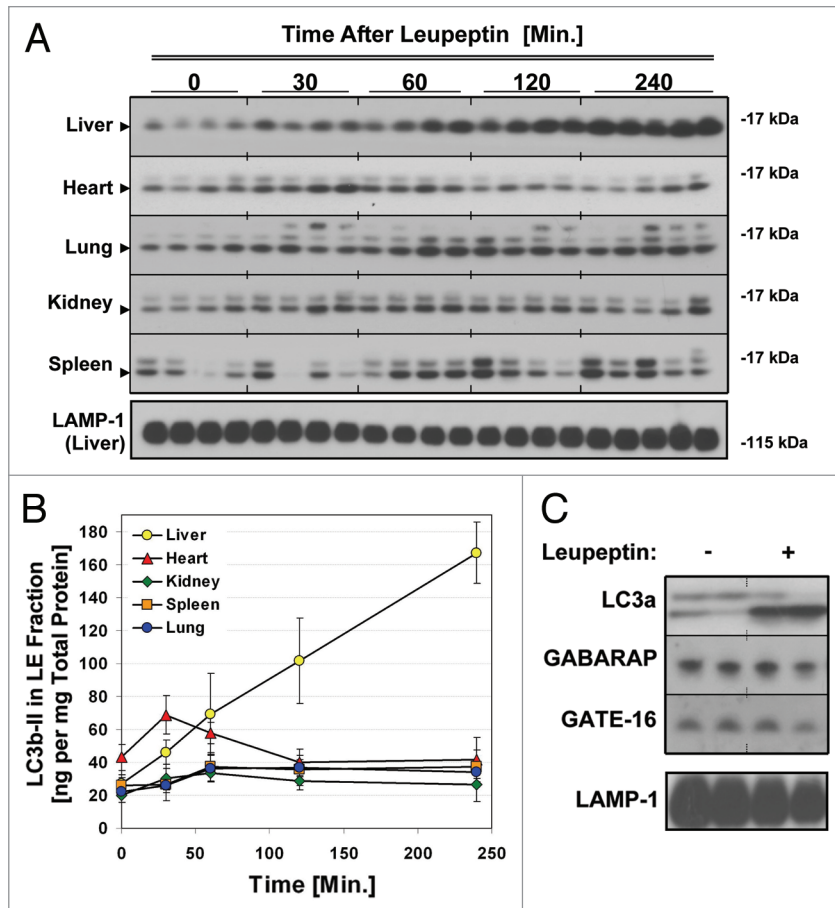 A
Time After Leupeptin [Min.]
0 30 60 120 240
Liver -17 kDa
Heart -17 kDa
Lung -17 kDa
Kidney -17 kDa
Spleen -17 kDa
LAMP-1
(Liver) -115 kDa
B
LC3b-II in LE Fraction
[ng per mg Total Protein]
180
160
140
120
100
80
60
40
20
0
Liver
Heart
Kidney
Spleen
Lung
0 50 100 150 200 250
Time [Min.]
C
Leupeptin: - +
LC3a
GABARAP
GATE-16
LAMP-1